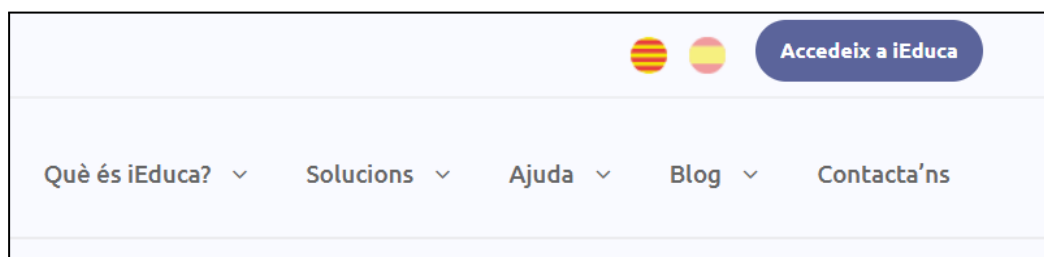 Accedeix a iEduca
Què és iEduca? Solucions Ajuda Blog Contacta’ns